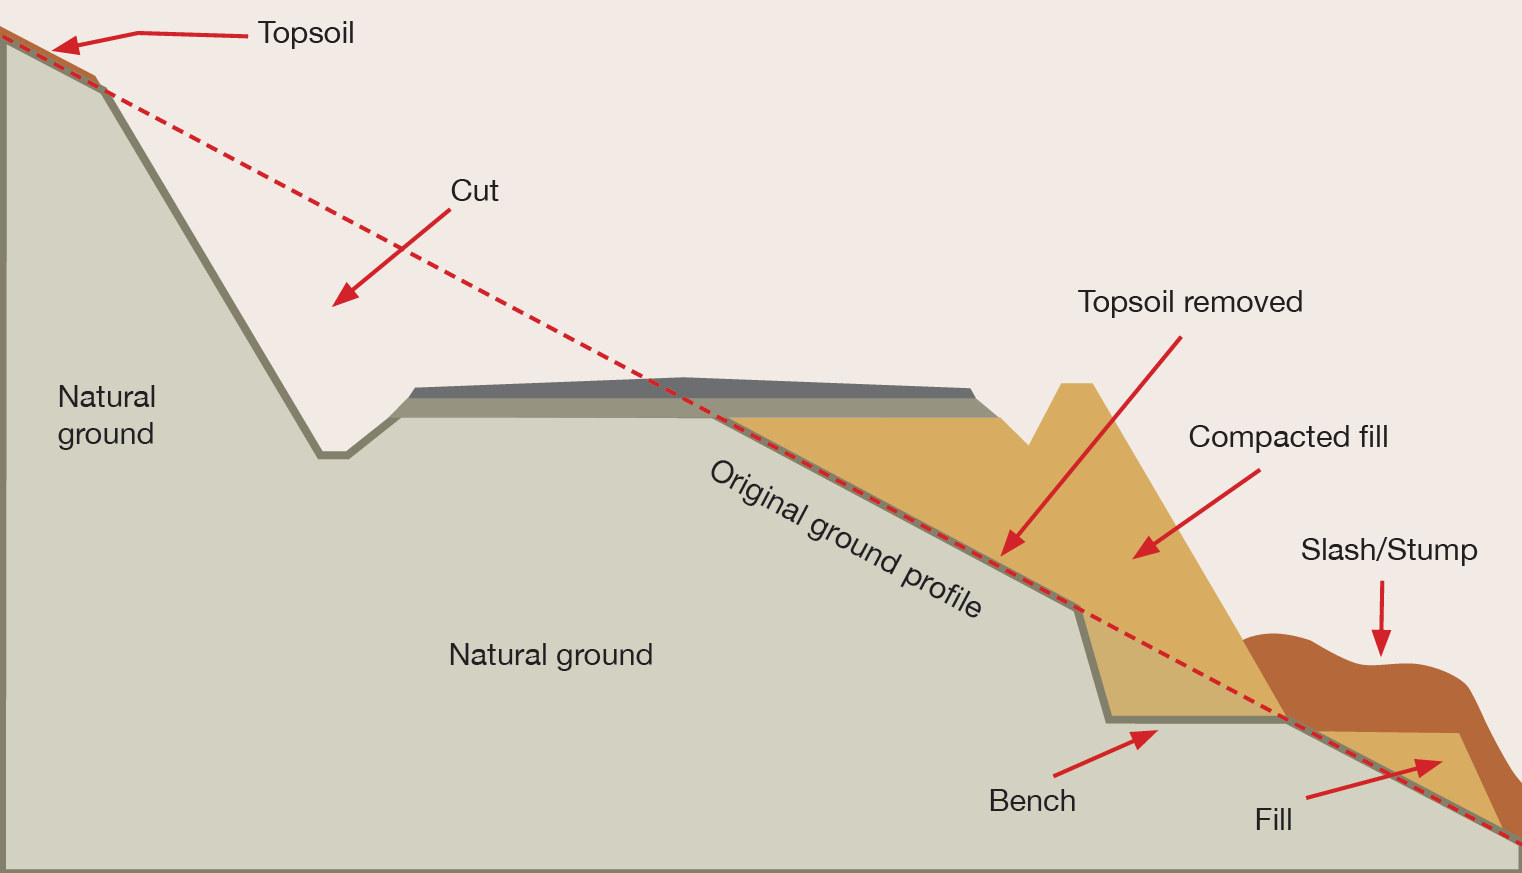 Topsoil
Cut
Topsoil removed
Natural
ground
Compacted fill
Original ground profile
Slash/Stump
Natural ground
Bench
Fill